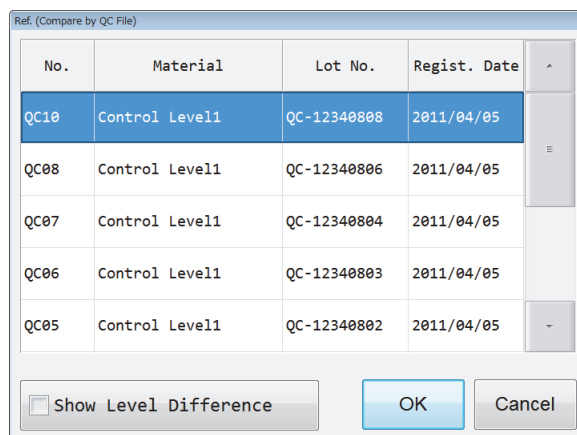 Ref. (Compare by QC File)
No. Material Lot No. Regist. Date
QC10 Control Level1 QC-12340808 2011/04/05
QC08 Control Level1 QC-12340806 2011/04/05
QC07 Control Level1 QC-12340804 2011/04/05
QC06 Control Level1 QC-12340803 2011/04/05
QC05 Control Level1 QC-12340802 2011/04/05
Show Level Difference OK Cancel